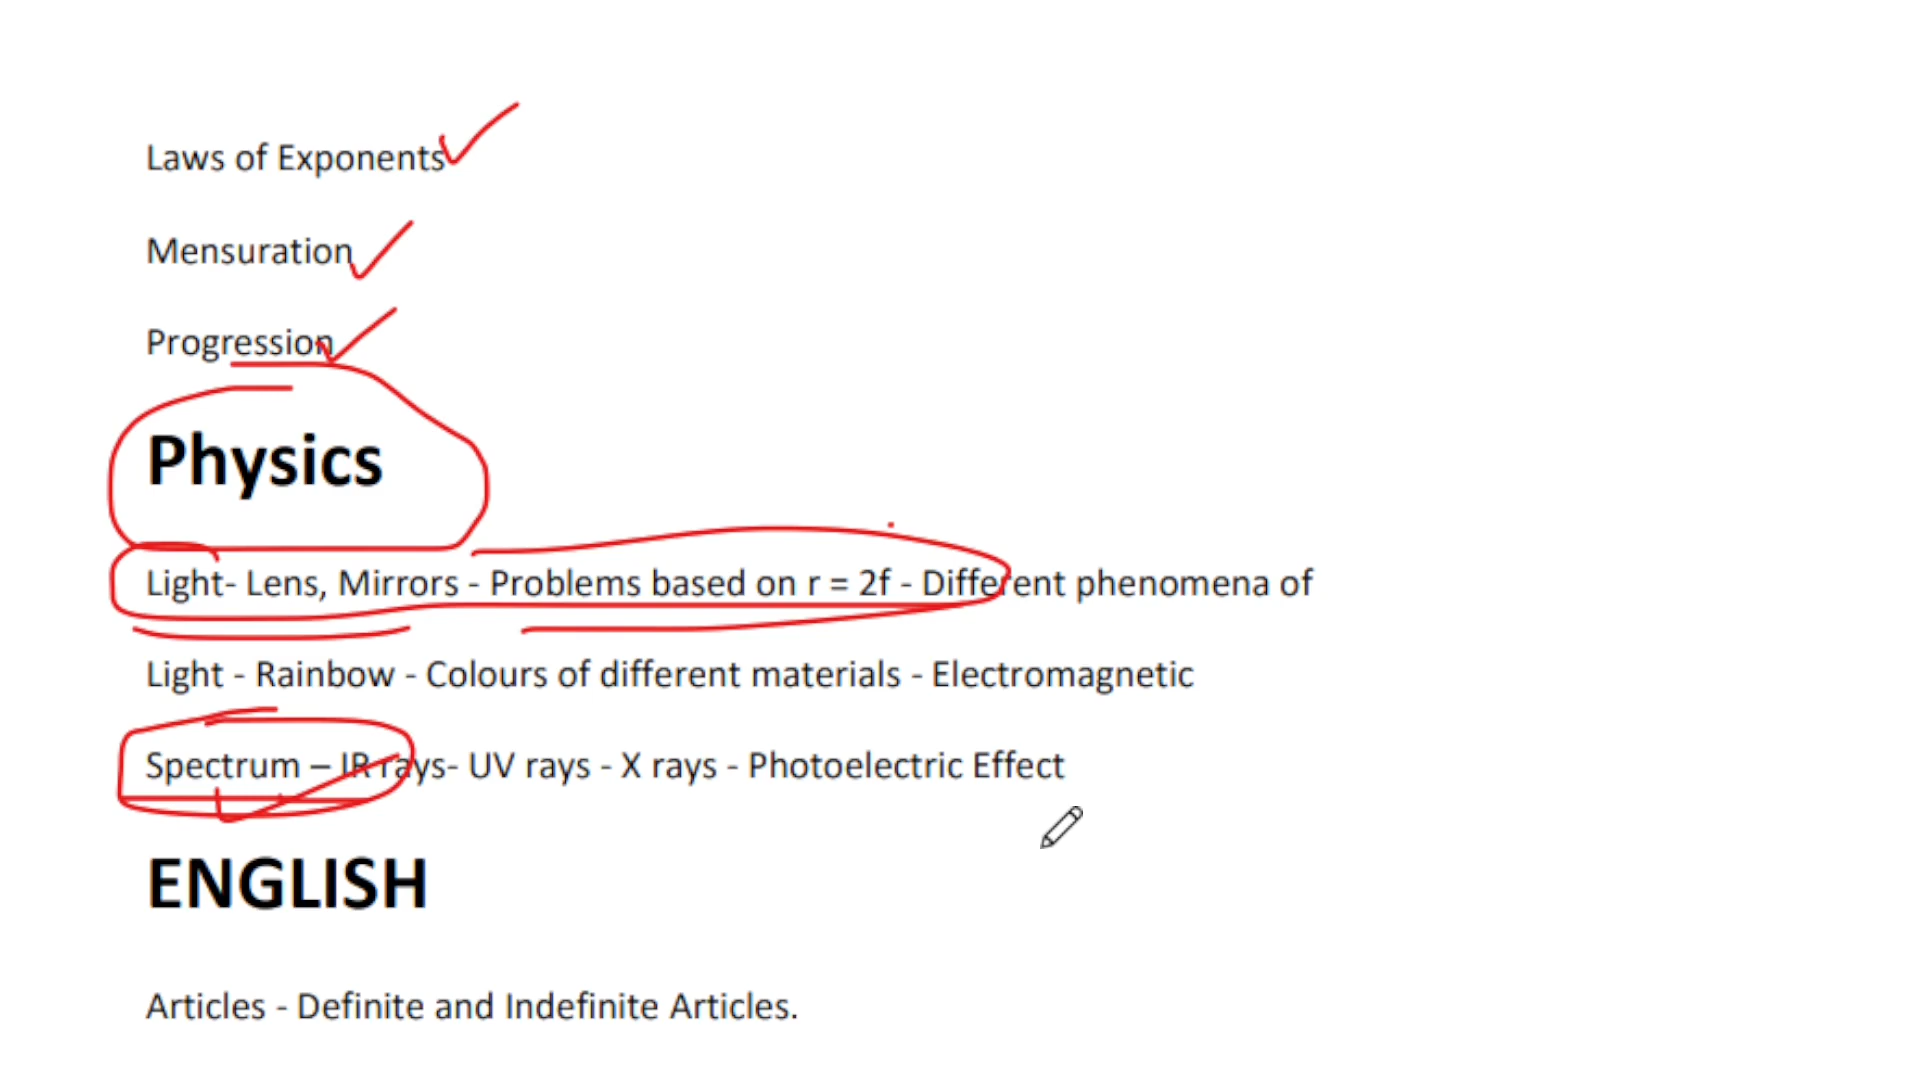 Laws of Exponents
Mensuration
Progression
Physics
Light- Lens, Mirrors - Problems based on r = 2f - Different phenomena of
Light - Rainbow - Colours of different materials - Electromagnetic
Spectrum – IR rays- UV rays - X rays - Photoelectric Effect
ENGLISH
Articles - Definite and Indefinite Articles.